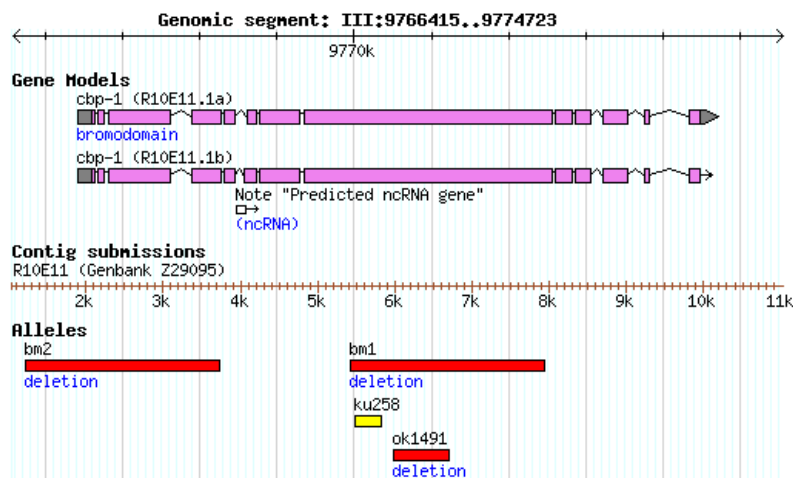 Genomic segment: III:9766415..9774723
9770k
Gene Models
cbp-1 (R10E11.1a)
bromodomain
cbp-1 (R10E11.1b)
Note "Predicted ncRNA gene"
(ncRNA)
Contig submissions
R10E11 (Genbank Z29095)
2k 3k 4k 5k 6k 7k 8k 9k 10k 11k
Alleles
bm2 bm1
deletion deletion
ku258
ok1491
deletion